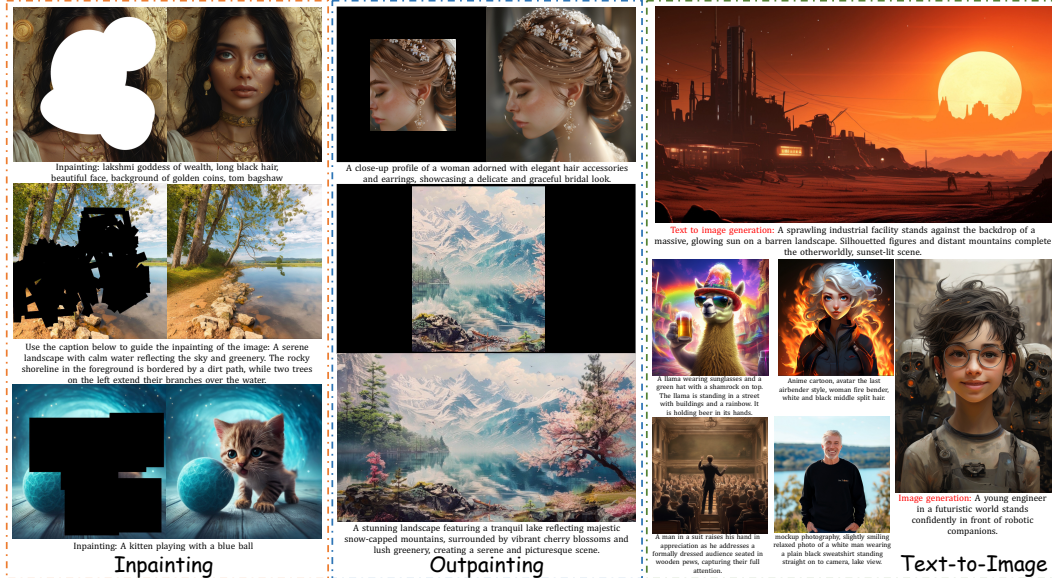 Inpainting: lakshmi goddess of wealth, long black hair,
beautiful face, background of golden coins, tom bagshaw
Use the caption below to guide the inpainting of the image: A serene
landscape with calm water reflecting the sky and greenery. The rocky
shoreline in the foreground is bordered by a dirt path, while two trees
on the left extend their branches over the water.
Inpainting: A kitten playing with a blue ball
Inpainting
A close-up profile of a woman adorned with elegant hair accessories
and earrings, showcasing a delicate and graceful bridal look.
A stunning landscape featuring a tranquil lake reflecting majestic
snow-capped mountains, surrounded by vibrant cherry blossoms and
lush greenery, creating a serene and picturesque scene.
Outpainting
Text to image generation: A sprawling industrial facility stands against the backdrop of a
massive, glowing sun on a barren landscape. Silhouetted figures and distant mountains complete
the otherworldly, sunset-lit scene.
A llama wearing sunglasses and a
green hat with a shamrock on top.
The llama is standing in a street
with buildings and a rainbow. It
is holding beer in its hands.
Anime cartoon, avatar the last
airbender style, woman fire bender,
white and black middle split hair.
A man in a suit raises his hand in
appreciation as he addresses a
formally dressed audience seated in
wooden pews, capturing their full
attention.
mockup photography, slightly smiling
relaxed photo of a white man wearing
a plain black sweatshirt standing
straight on to camera, lake view.
Image generation: A young engineer
in a futuristic world stands
confidently in front of robotic
companions.
Text-to-Image